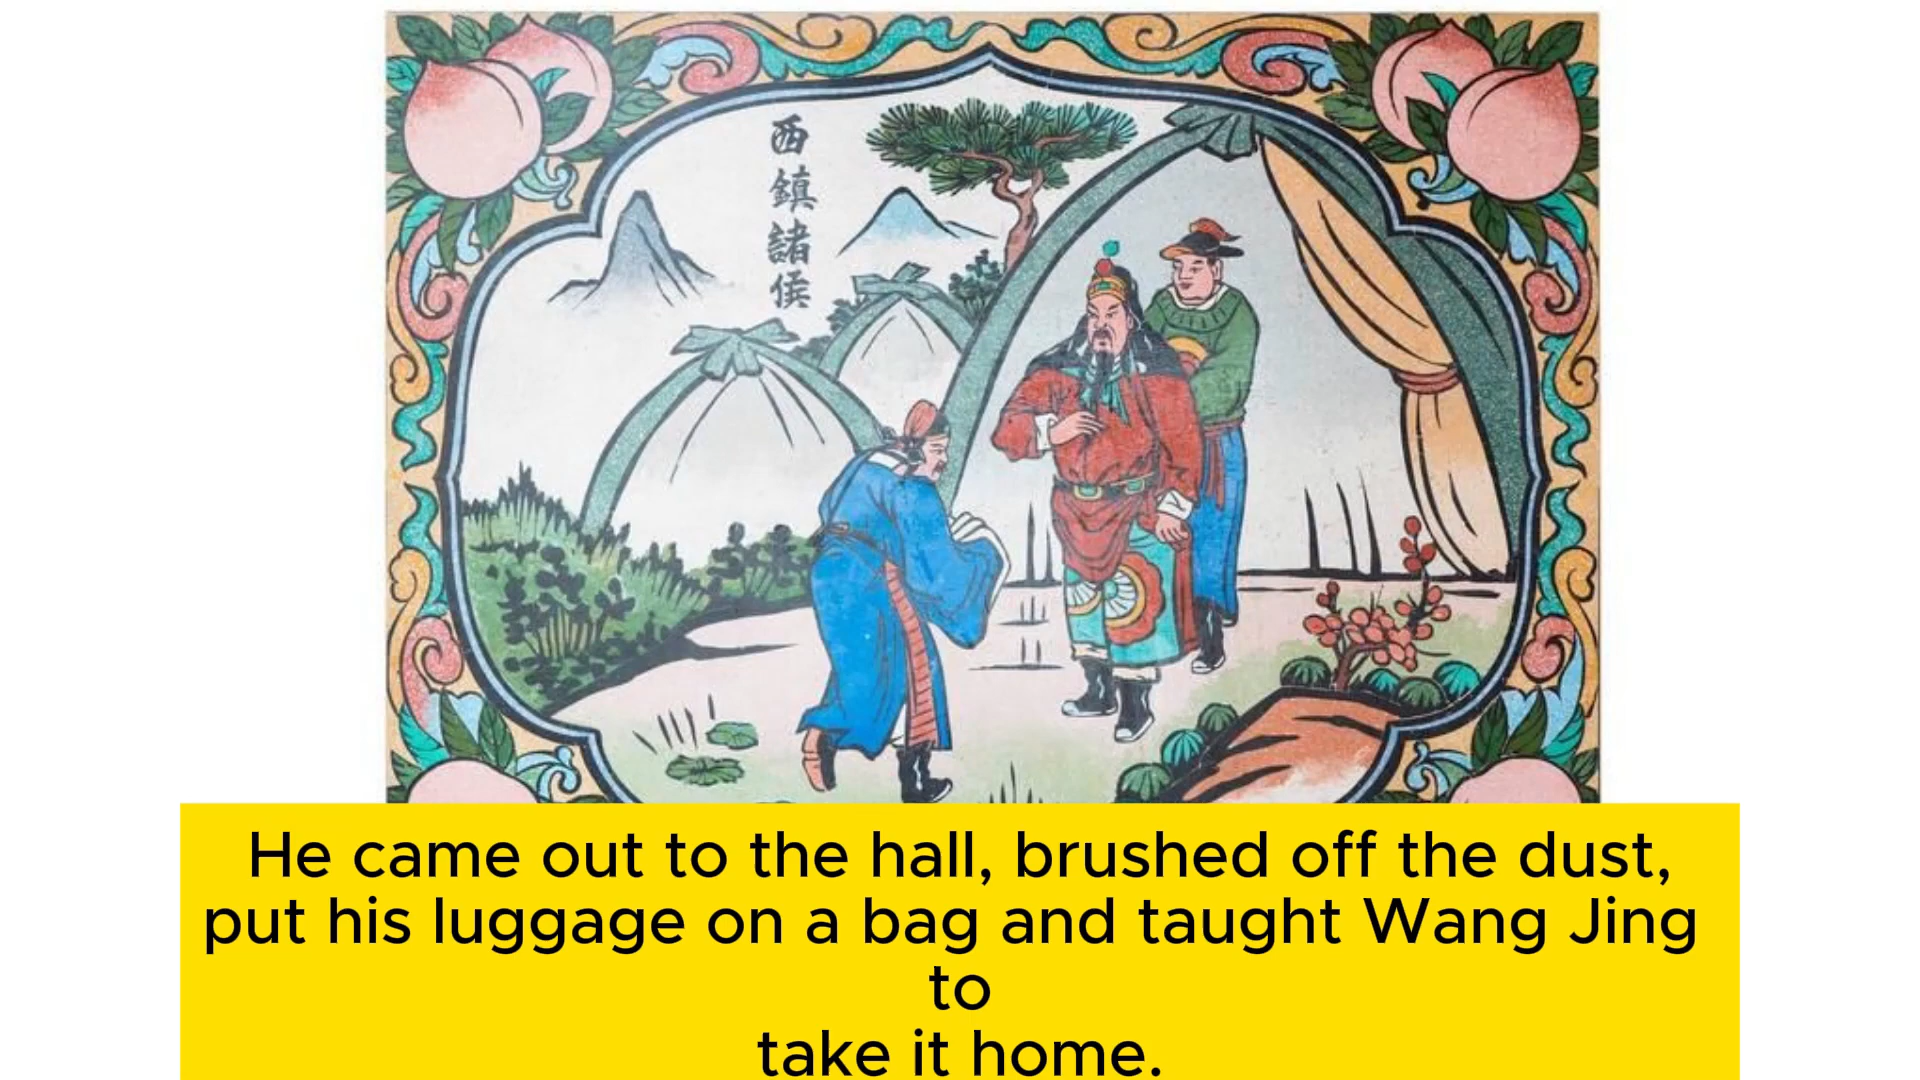 西鎮諸侯
He came out to the hall, brushed off the dust,
put his luggage on a bag and taught Wang Jing
to
take it home.